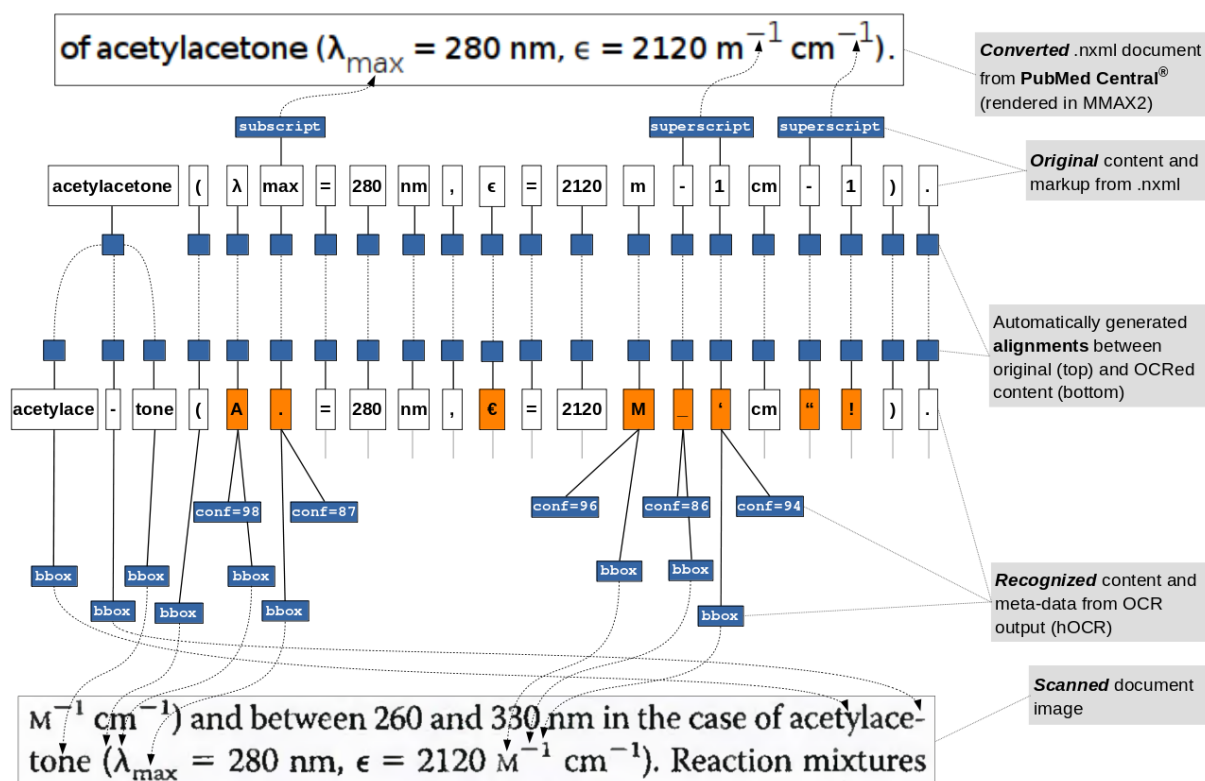 of acetylacetone (λmax = 280 nm, ϵ = 2120 m−1 cm−1).
Converted .nxml document
from PubMed Central®
(rendered in MMAX2)
subscript superscript superscript
Original content and
markup from .nxml
acetylacetone ( λ max = 280 nm , ϵ = 2120 m - 1 cm - 1 ) .
Automatically generated
alignments between
original (top) and OCRed
content (bottom)
acetylace - tone ( A . = 280 nm , € = 2120 M _ ‘ cm “ ! ) .
conf=98 conf=87 conf=96 conf=86 conf=94
bbox bbox bbox bbox bbox
bbox bbox bbox bbox
Recognized content and
meta-data from OCR
output (hOCR)
Scanned document
image
M−1 cm−1) and between 260 and 330 nm in the case of acetylace-
tone (λmax = 280 nm, ϵ = 2120 M−1 cm−1). Reaction mixtures